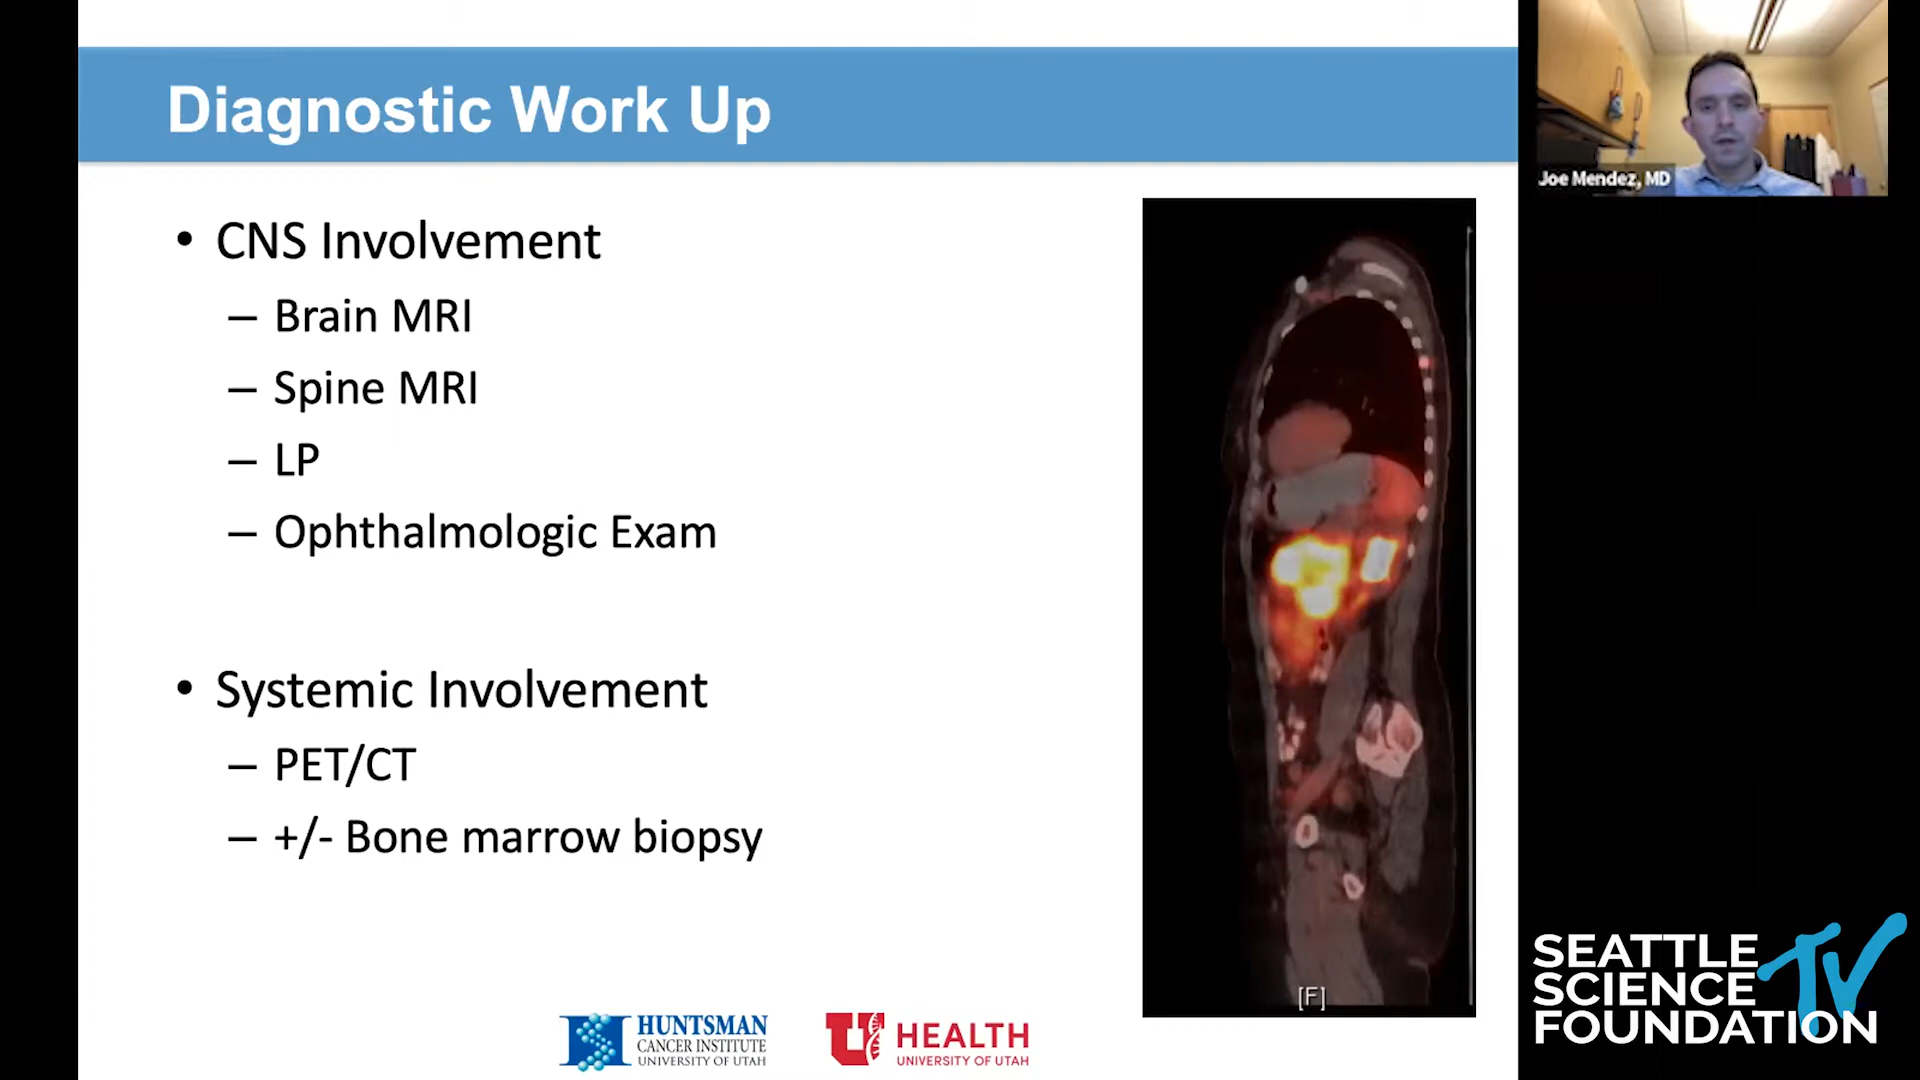 Diagnostic Work Up
• CNS Involvement
– Brain MRI
– Spine MRI
– LP
– Ophthalmologic Exam
• Systemic Involvement
– PET/CT
– +/- Bone marrow biopsy
[F]
HUNTSMAN
CANCER INSTITUTE
UNIVERSITY OF UTAH
U HEALTH
UNIVERSITY OF UTAH
Joe Mendez, MD
SEATTLE
SCIENCE TV
FOUNDATION